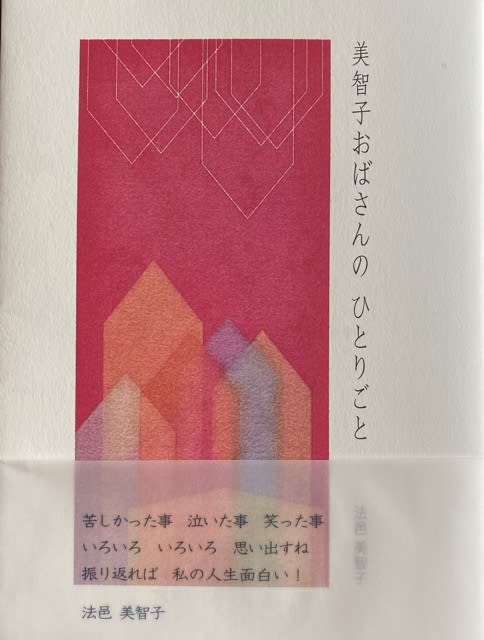 美智子おばさんの ひとりごと
法邑 美智子
苦しかった事 泣いた事 笑った事
いろいろ いろいろ 思い出すね
振り返れば 私の人生面白い！
法邑 美智子